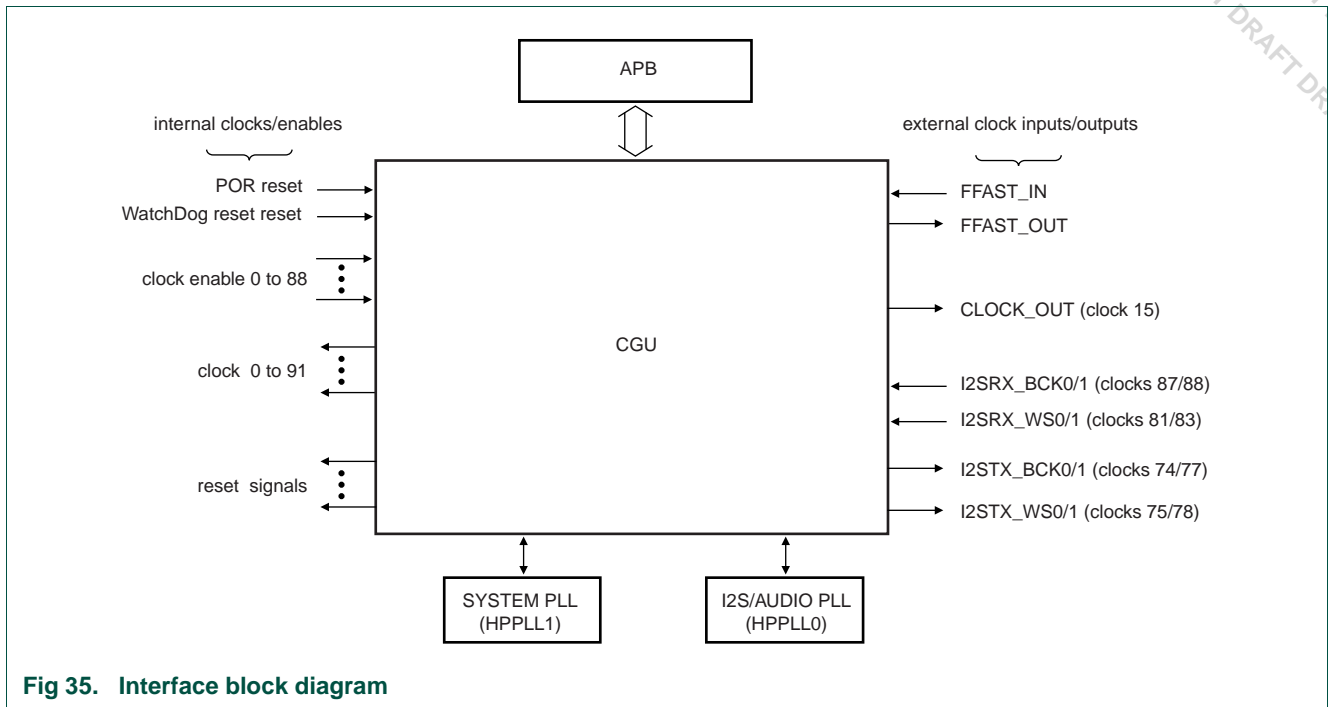 DRAFT DRA
APB
internal clocks/enables
external clock inputs/outputs
POR reset
WatchDog reset reset
clock enable 0 to 88
clock 0 to 91
reset signals
CGU
FFAST_IN
FFAST_OUT
CLOCK_OUT (clock 15)
I2SRX_BCK0/1 (clocks 87/88)
I2SRX_WS0/1 (clocks 81/83)
I2STX_BCK0/1 (clocks 74/77)
I2STX_WS0/1 (clocks 75/78)
SYSTEM PLL
(HPPLL1)
I2S/AUDIO PLL
(HPPLL0)
Fig 35. Interface block diagram